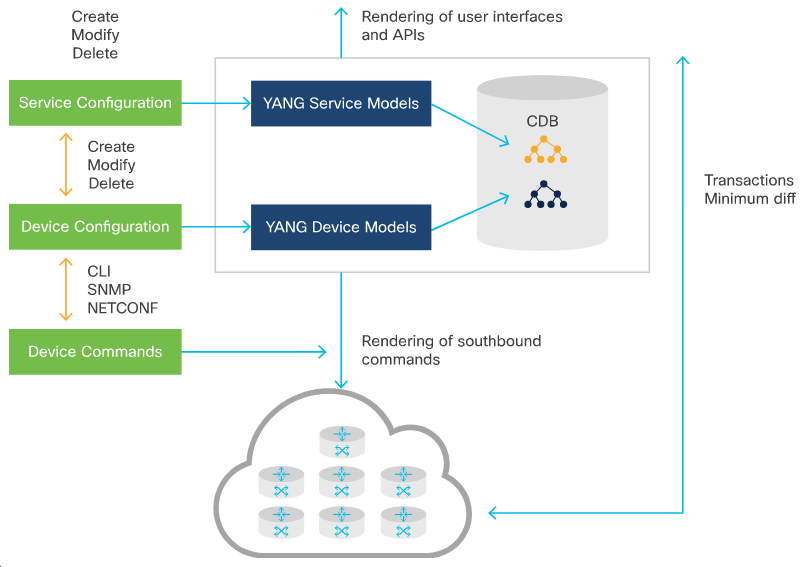 Create
Modify
Delete
Rendering of user interfaces
and APIs
Service Configuration
YANG Service Models
CDB
Create
Modify
Delete
Transactions
Minimum diff
Device Configuration
YANG Device Models
CLI
SNMP
NETCONF
Device Commands
Rendering of southbound
commands